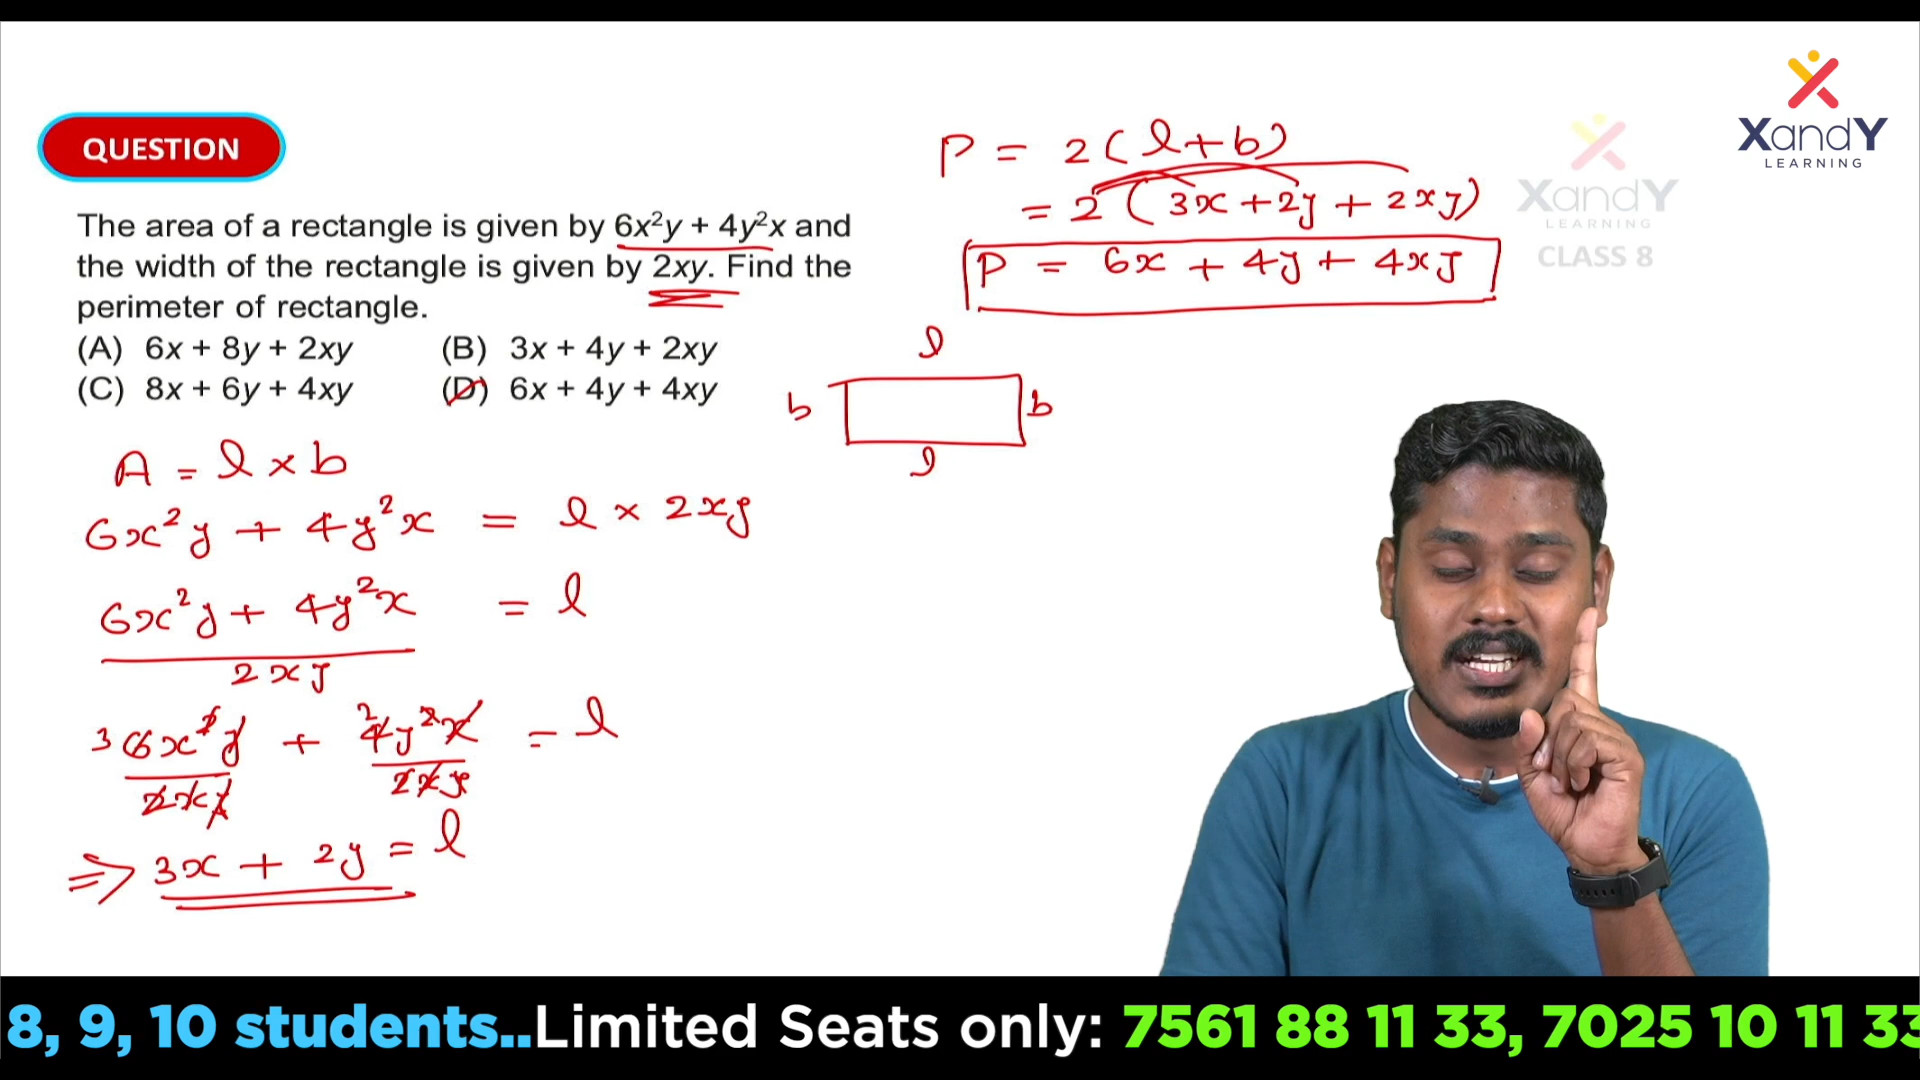 XandY
LEARNING
XandY
LEARNING
CLASS 8
QUESTION
The area of a rectangle is given by 6x²y + 4y²x and
the width of the rectangle is given by 2xy. Find the
perimeter of rectangle.
(A) 6x + 8y + 2xy (B) 3x + 4y + 2xy
(C) 8x + 6y + 4xy (D) 6x + 4y + 4xy
A = l × b
6x²y + 4y²x = l × 2xy
6x²y + 4y²x = l
2xy
3 6x²y + 2 4y²x = l
2xy 2xy
⇒ 3x + 2y = l
P = 2(l+b)
= 2(3x+2y+2xy)
P = 6x + 4y + 4xy
l
b b
l
8, 9, 10 students..Limited Seats only: 7561 88 11 33, 7025 10 11 33